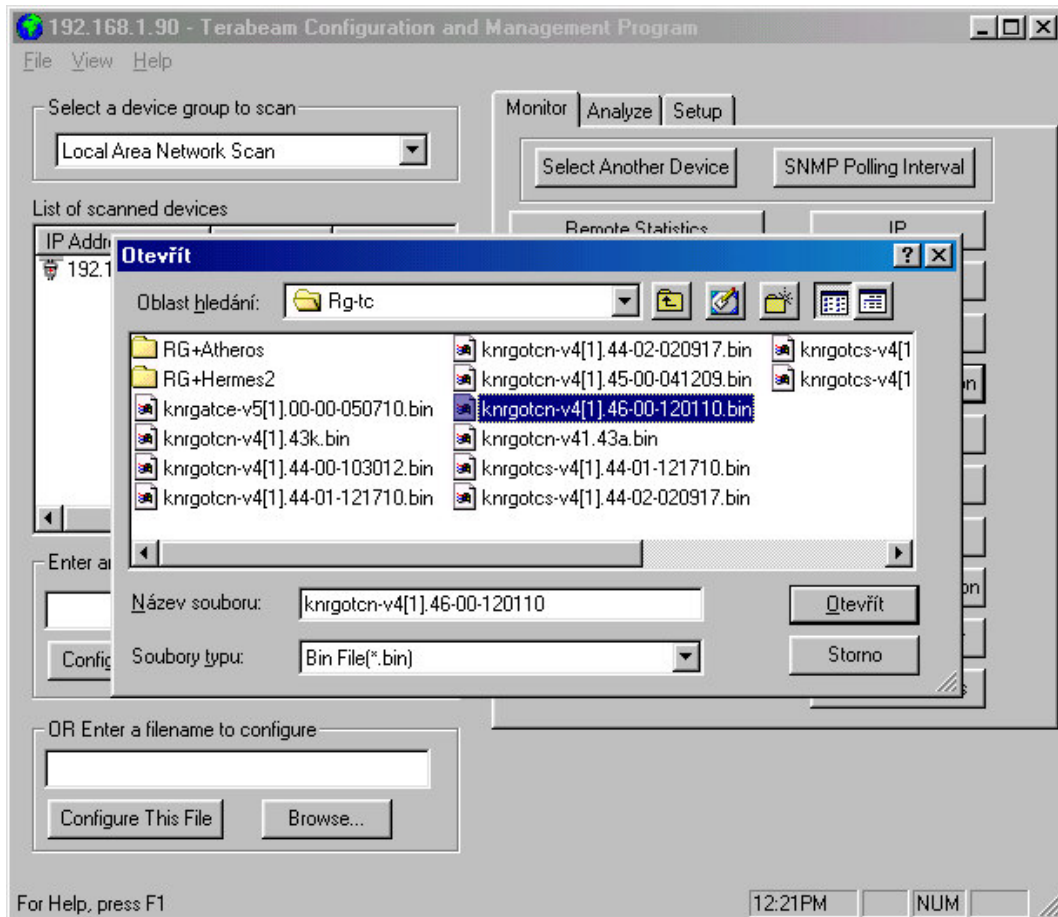 192.168.1.90 - Terabeam Configuration and Management Program
File View Help
Select a device group to scan
Local Area Network Scan
List of scanned devices
IP Addre
192.1
Monitor Analyze Setup
Select Another Device SNMP Polling Interval
Remote Statistics IP
Otevřít
Oblast hledání: Rg-tc
RG+Atheros
RG+Hermes2
knrgatce-v5[1].00-00-050710.bin
knrgotcn-v4[1].43k.bin
knrgotcn-v4[1].44-00-103012.bin
knrgotcn-v4[1].44-01-121710.bin
knrgotcn-v4[1].44-02-020917.bin
knrgotcn-v4[1].45-00-041209.bin
knrgotcn-v4[1].46-00-120110.bin
knrgotcn-v41.43a.bin
knrgotcs-v4[1].44-01-121710.bin
knrgotcs-v4[1].44-02-020917.bin
knrgotcs-v4[1
knrgotcs-v4[1
Název souboru: knrgotcn-v4[1].46-00-120110
Otevřít
Soubory typu: Bin File(*.bin)
Storno
on
on
s
Enter a
Config
OR Enter a filename to configure
Configure This File Browse...
For Help, press F1 12:21PM NUM